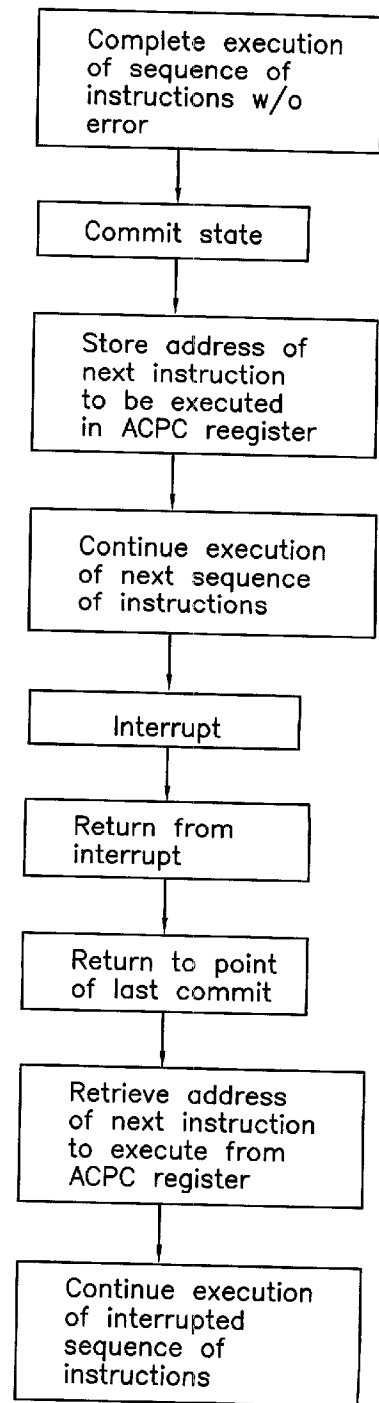 Complete execution
of sequence of
instructions w/o
error
Commit state
Store address of
next instruction
to be executed
in ACPC reegister
Continue execution
of next sequence
of instructions
Interrupt
Return from
interrupt
Return to point
of last commit
Retrieve address
of next instruction
to execute from
ACPC register
Continue execution
of interrupted
sequence of
instructions